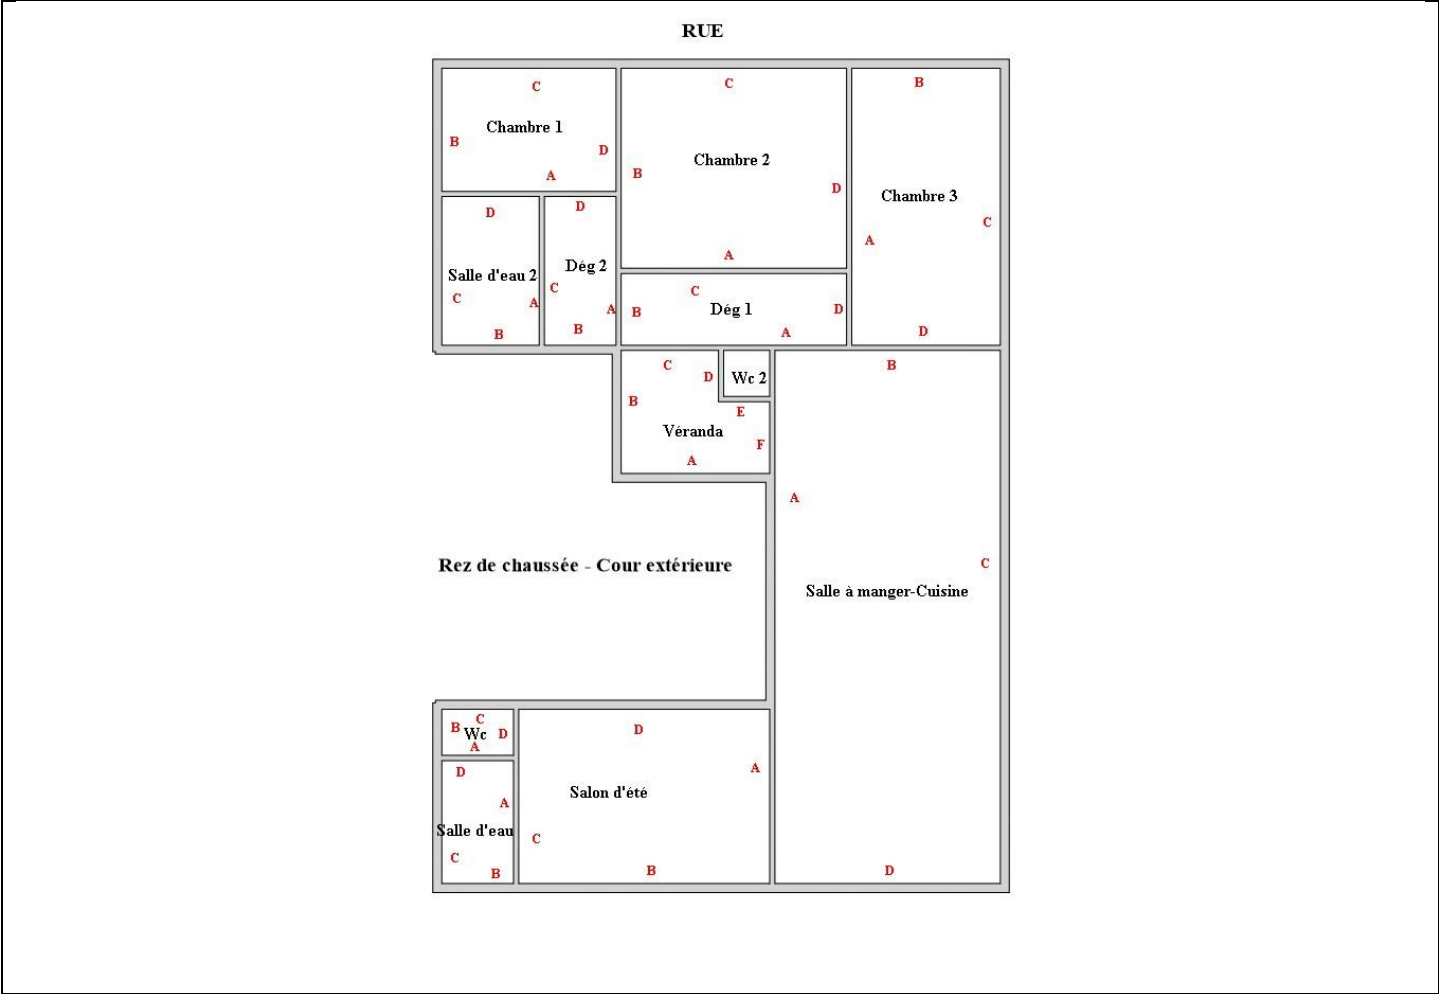 RUE
C
Chambre 1
B
D
A
C
Chambre 2
B
D
A
B
Chambre 3
C
A
D
D
Salle d'eau 2
C
A
B
D
Dég 2
C
A
B
C
Dég 1
B
D
A
C
D
B
E
Véranda
F
A
Wc 2
B
A
C
Salle à manger-Cuisine
D
Rez de chaussée - Cour extérieure
C
B
Wc
D
A
D
A
Salle d'eau
C
B
D
A
Salon d'été
C
B